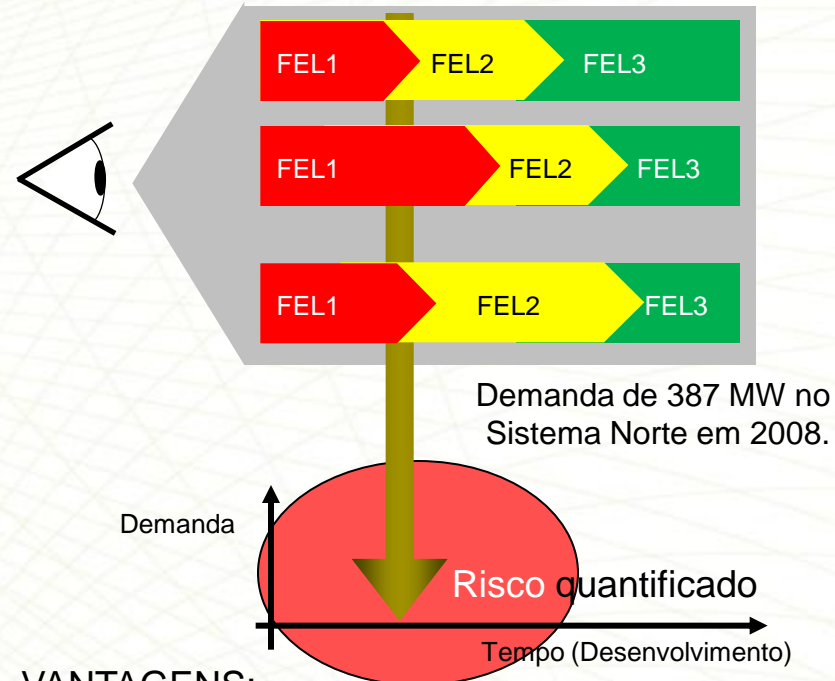 FEL1 FEL2 FEL3
FEL1 FEL2 FEL3
FEL1 FEL2 FEL3
Demanda de 387 MW no
Sistema Norte em 2008.
Demanda
Risco quantificado
Tempo (Desenvolvimento)
VANTAGENS: